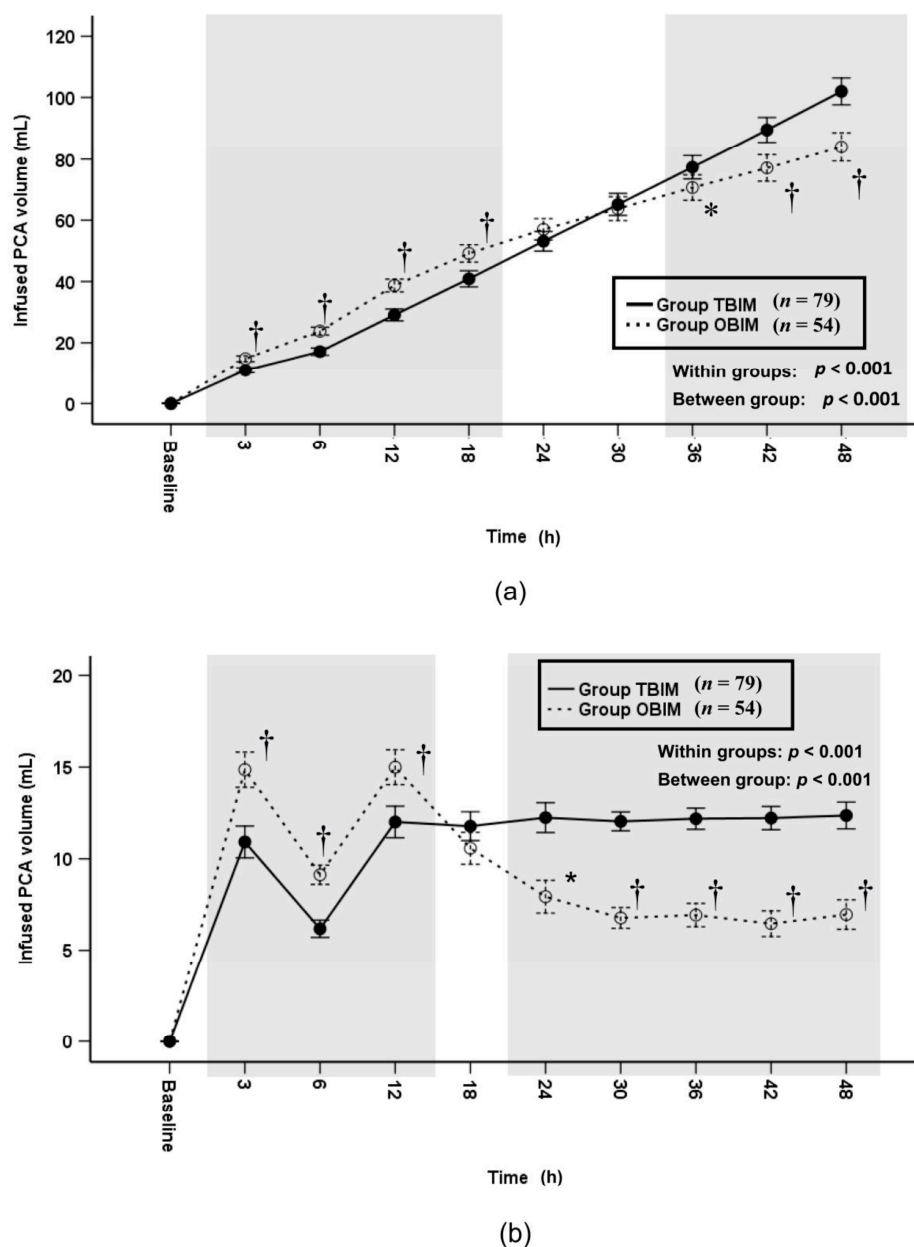 120
100
80
60
40
20
0
Infused PCA volume (mL)
†
†
†
†
*
†
†
Group TBIM (n = 79)
Group OBIM (n = 54)
Within groups: p < 0.001
Between group: p < 0.001
Baseline
3
6
12
18
24
30
36
42
48
Time (h)
(a)
20
15
10
5
0
Infused PCA volume (mL)
Group TBIM (n = 79)
Group OBIM (n = 54)
Within groups: p < 0.001
Between group: p < 0.001
†
†
†
*
†
†
†
†
Baseline
3
6
12
18
24
30
36
42
48
Time (h)
(b)